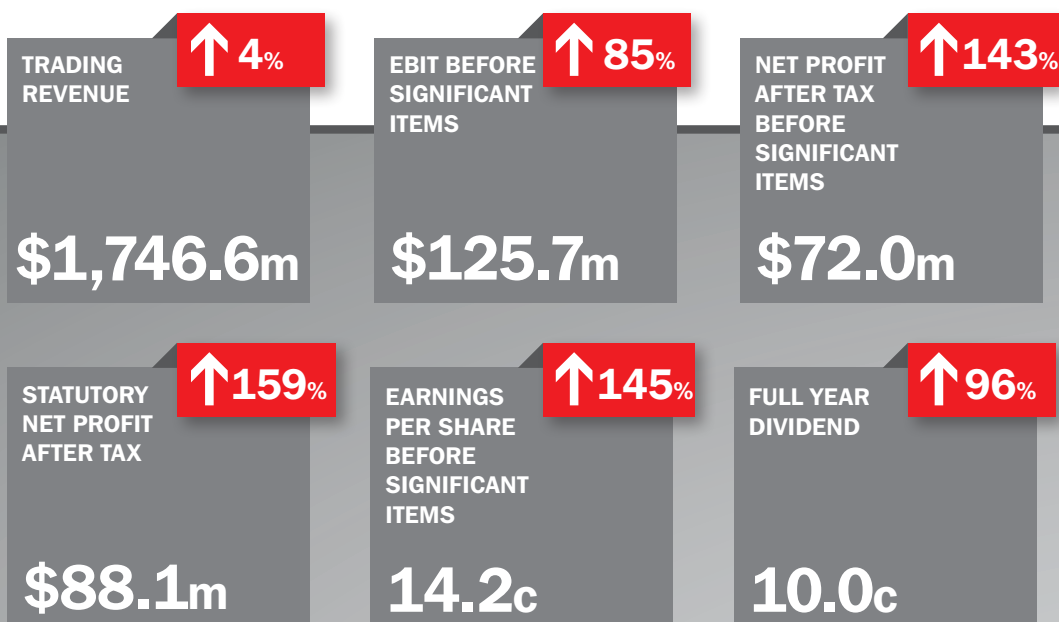 TRADING
REVENUE
4%
$1,746.6m
EBIT BEFORE
SIGNIFICANT
ITEMS
85%
$125.7m
NET PROFIT
AFTER TAX
BEFORE
SIGNIFICANT
ITEMS
143%
$72.0m
STATUTORY
NET PROFIT
AFTER TAX
159%
$88.1m
EARNINGS
PER SHARE
BEFORE
SIGNIFICANT
ITEMS
145%
14.2c
FULL YEAR
DIVIDEND
96%
10.0c